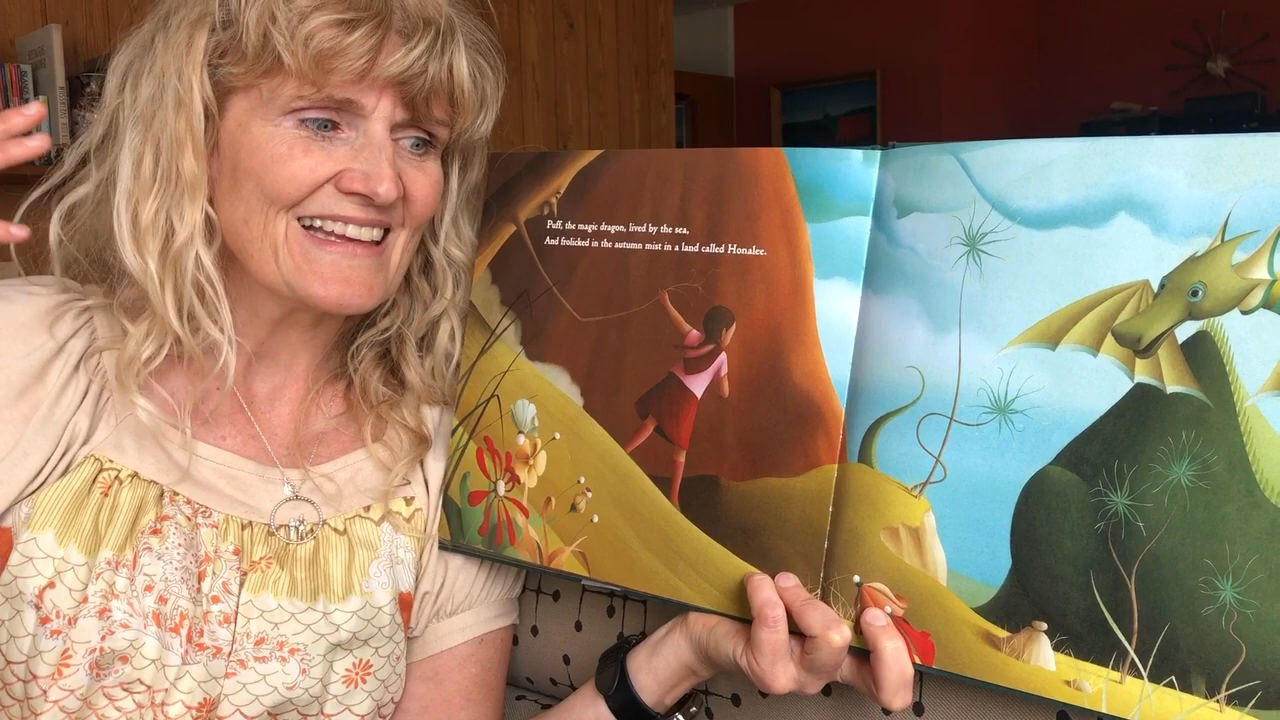 Puff, the magic dragon, lived by the sea,
And frolicked in the autumn mist in a land called Honalee.